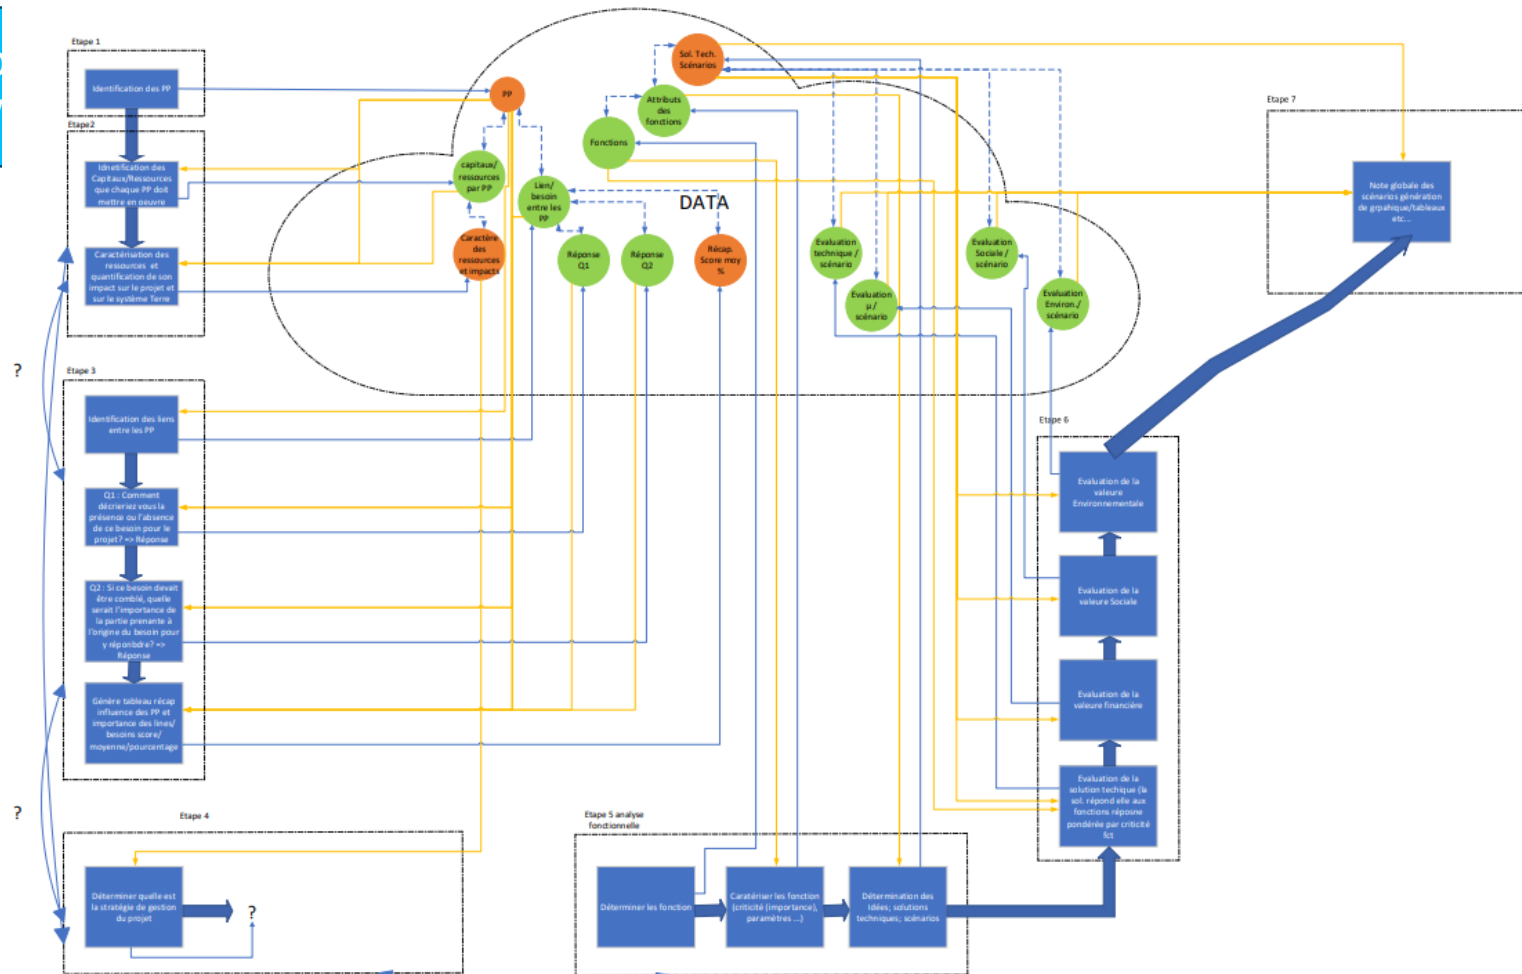 Etape 1
Identification des PP
Etape2
Idnetification des
Capitaux/Ressources
que chaque PP doit
mettre en oeuvre
Caractérisation des
ressources et
quantification de son
impact sur le projet et
sur le système Terre
?
Etape 3
Identification des liens
entre les PP
Q1 : Comment
décrieriez vous la
présence ou l'absence
de ce besoin pour le
projet? => Réponse
Q2 : Si ce besoin devait
être comblé, quelle
serait l'importance de
la partie prenante à
l'origine du besoin pour
y réponbdre? =>
Réponse
Génère tableau récap
influence des PP et
importance des lines/
besoins score/
moyenne/pourcentage
?
Etape 4
Déterminer quelle est
la stratégie de gestion
du projet
?
PP
capitaux/
ressources
par PP
Caractère
des
ressources
et impacts
Lien/
besoin
entre les
PP
Réponse
Q1
Réponse
Q2
Récap.
Score moy
%
DATA
Fonctions
Attributs
des
fonctions
Sol. Tech.
Scénarios
Evaluation
technique /
scénario
Evaluation
µ /
scénario
Evaluation
Sociale /
scénario
Evaluation
Environ./
scénario
Etape 5 analyse
fonctionnelle
Déterminer les fonction
Caratériser les fonction
(criticité (importance),
paramètres ...)
Détermination des
Idées; solutions
techniques; scénarios
Etape 6
Evaluation de la
valeure
Environnementale
Evaluation de la
valeure Sociale
Evaluation de la
valeure financière
Evaluation de la
solution techique (la
sol. répond elle aux
fonctions réposne
pondérée par criticité
fct
Etape 7
Note globale des
scénarios génération
de grpahique/tableaux
etc...